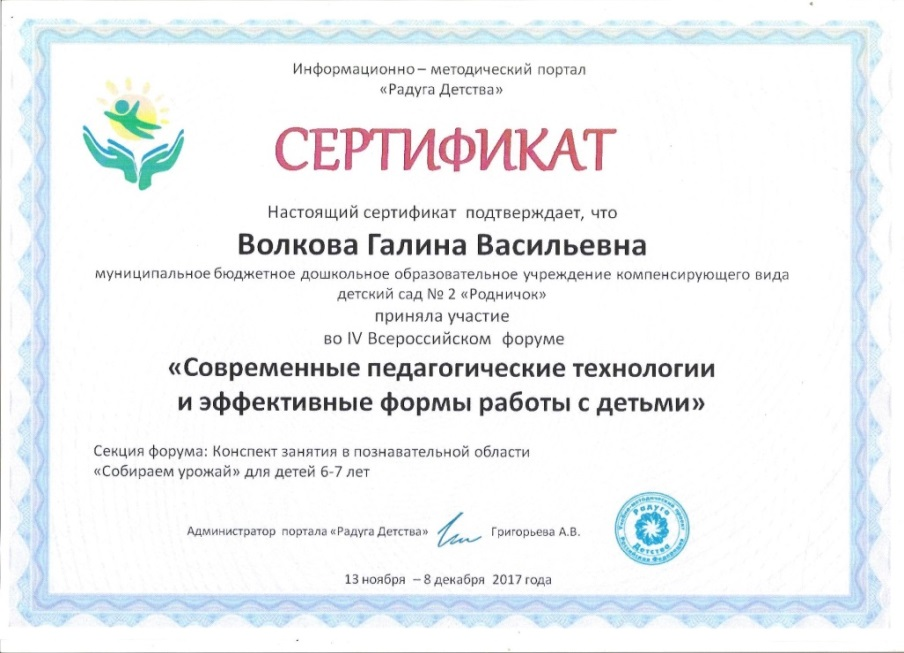 Информационно – методический портал
«Радуга Детства»
СЕРТИФИКАТ
Настоящий сертификат подтверждает, что
Волкова Галина Васильевна
муниципальное бюджетное дошкольное образовательное учреждение компенсирующего вида
детский сад № 2 «Родничок»
приняла участие
во IV Всероссийском форуме
«Современные педагогические технологии
и эффективные формы работы с детьми»
Секция форума: Конспект занятия в познавательной области
«Собираем урожай» для детей 6-7 лет
Администратор портала «Радуга Детства» Григорьева А.В.
Радуга
Детства
Российская Федерация
13 ноября – 8 декабря 2017 года